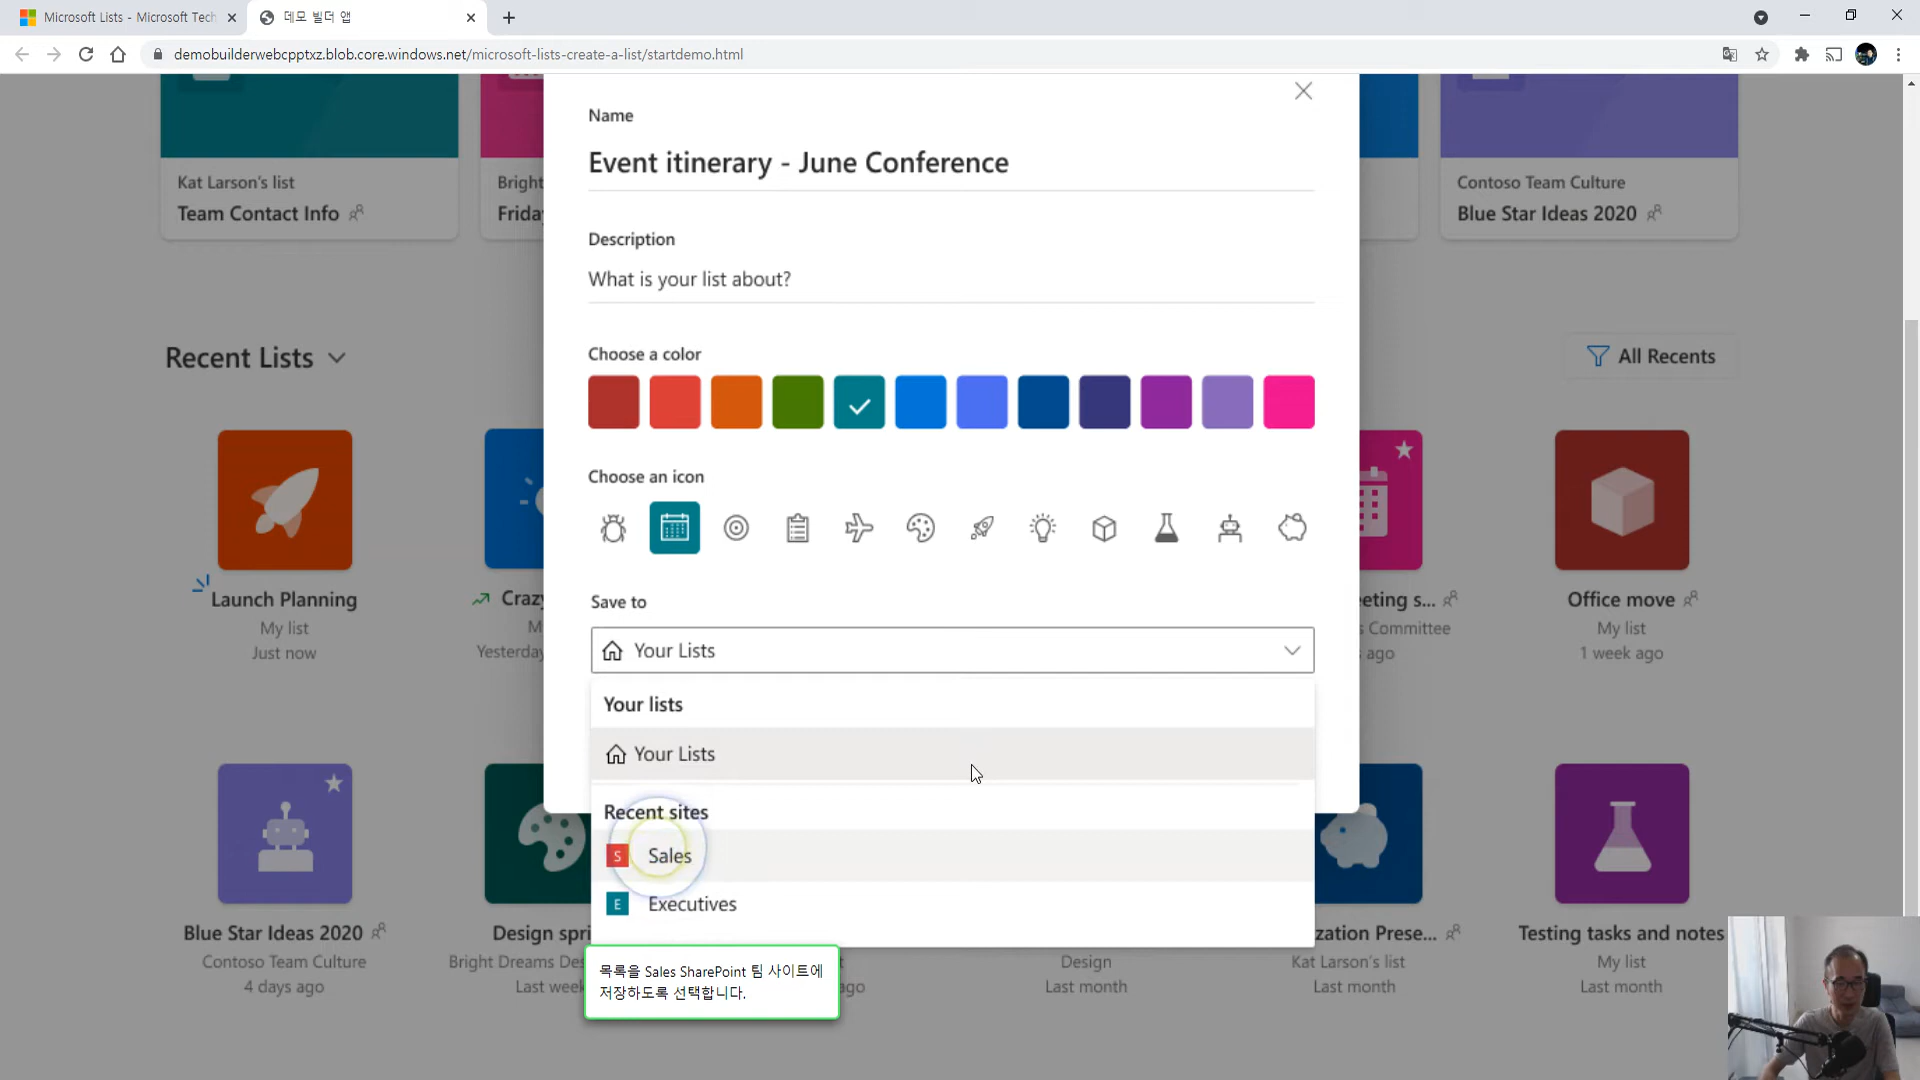 Microsoft Lists - Microsoft Tech
데모 빌더 앱
demobuilderwebcpptxz.blob.core.windows.net/microsoft-lists-create-a-list/startdemo.html
Kat Larson's list
Team Contact Info
Bright
Friday
Contoso Team Culture
Blue Star Ideas 2020
Name
Event itinerary - June Conference
Description
What is your list about?
Choose a color
Choose an icon
Save to
Your Lists
Your lists
Your Lists
Recent sites
S Sales
E Executives
목록을 Sales SharePoint 팀 사이트에
저장하도록 선택합니다.
Recent Lists
All Recents
Launch Planning
My list
Just now
Crazy
M
Yesterday
eeting s...
s Committee
ago
Office move
My list
1 week ago
Blue Star Ideas 2020
Contoso Team Culture
4 days ago
Design spri
Bright Dreams Des
Last week
ago
Design
Last month
zation Prese...
Kat Larson's list
Last month
Testing tasks and notes
My list
Last month